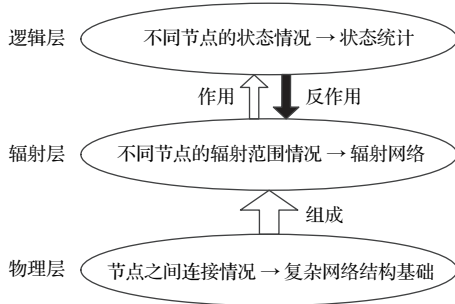 逻辑层
不同节点的状态情况 → 状态统计
作用
反作用
辐射层
不同节点的辐射范围情况 → 辐射网络
组成
物理层
节点之间连接情况 → 复杂网络结构基础